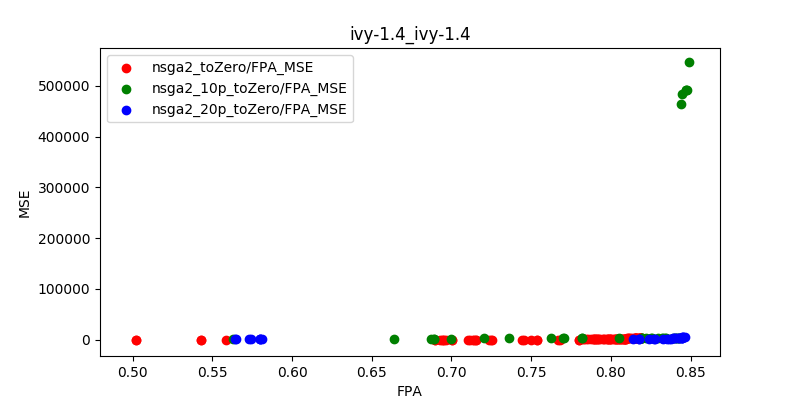 ivy-1.4_ivy-1.4
nsga2_toZero/FPA_MSE
nsga2_10p_toZero/FPA_MSE
nsga2_20p_toZero/FPA_MSE
MSE
500000
400000
300000
200000
100000
0
0.50 0.55 0.60 0.65 0.70 0.75 0.80 0.85
FPA